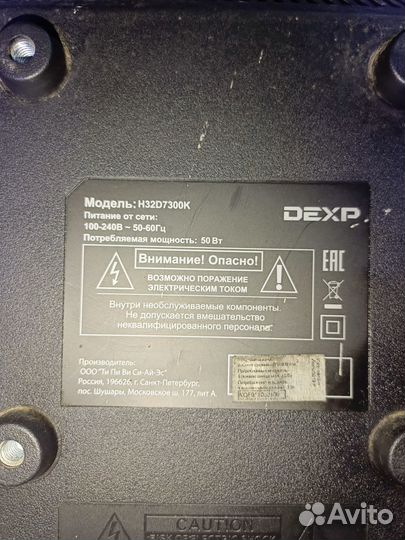 Модель: H32D7300K
DEXP
Питание от сети:
100-240В ~ 50-60Гц
Потребляемая мощность: 50 Вт
Внимание! Опасно!
ВОЗМОЖНО ПОРАЖЕНИЕ
ЭЛЕКТРИЧЕСКИМ ТОКОМ
EAC
Внутри необслуживаемые компоненты.
Не допускается вмешательство
неквалифицированного персонала.
Производитель:
ООО"Ти Пи Ви Си-Ай-Эс"
Россия, 196626, г. Санкт-Петербург,
пос. Шушары, Московское ш. 177, лит А.
CAUTION
Avito